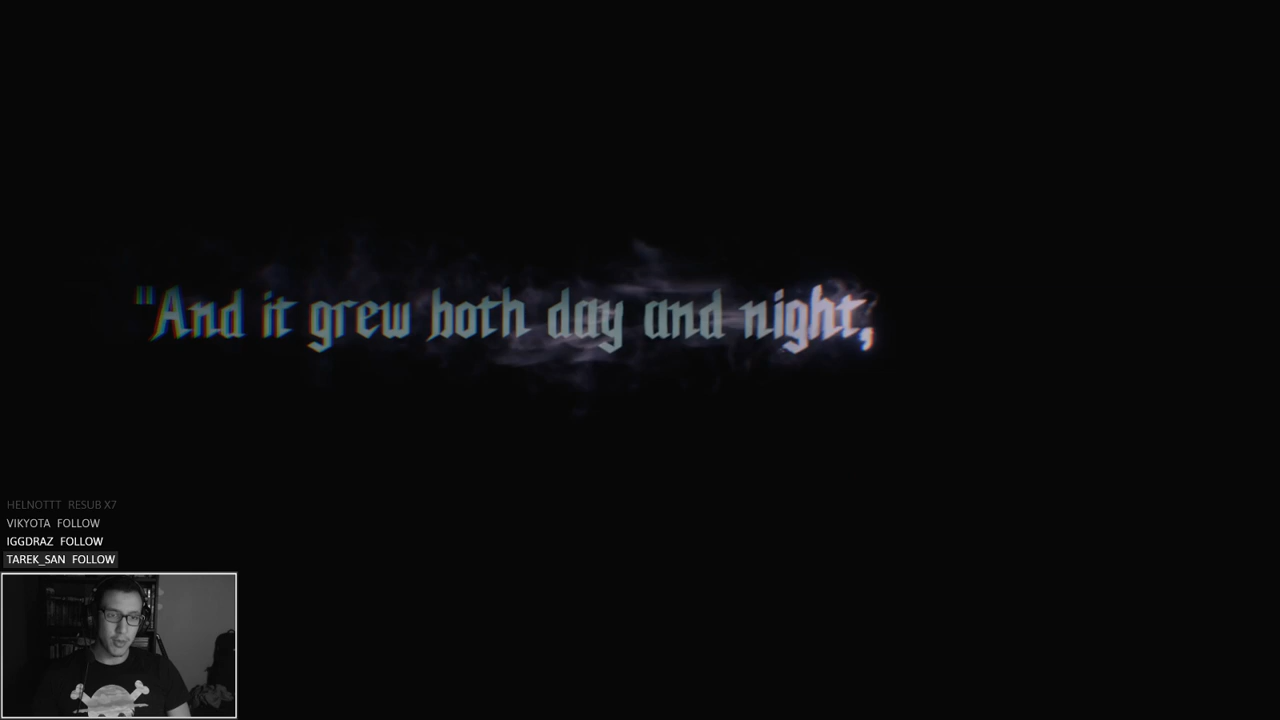 "And it grew both day and night,
HELNOTTT RESUB X7
VIKYOTA FOLLOW
IGGDRAZ FOLLOW
TAREK_SAN FOLLOW